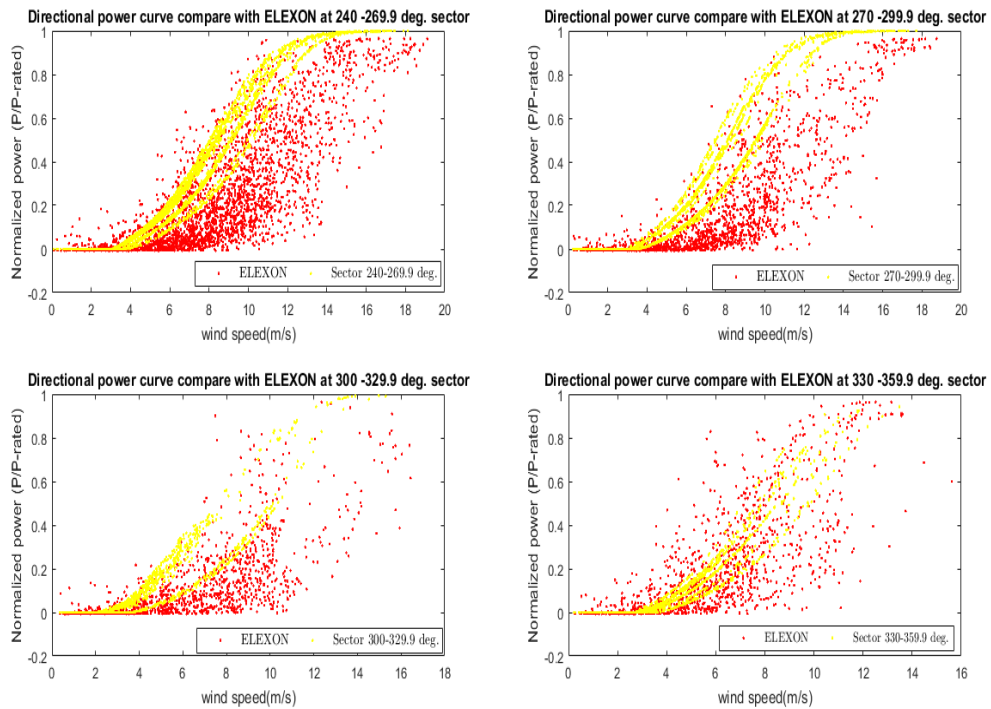 Directional power curve compare with ELEXON at 240 -269.9 deg. sector
Normalized power (P/P-rated)
1
0.8
0.6
0.4
0.2
0
-0.2
ELEXON Sector 240-269.9 deg.
0 2 4 6 8 10 12 14 16 18 20
wind speed(m/s)
Directional power curve compare with ELEXON at 270 -299.9 deg. sector
Normalized power (P/P-rated)
1
0.8
0.6
0.4
0.2
0
-0.2
ELEXON Sector 270-299.9 deg.
0 2 4 6 8 10 12 14 16 18 20
wind speed(m/s)
Directional power curve compare with ELEXON at 300 -329.9 deg. sector
Normalized power (P/P-rated)
1
0.8
0.6
0.4
0.2
0
-0.2
ELEXON Sector 300-329.9 deg.
0 2 4 6 8 10 12 14 16 18
wind speed(m/s)
Directional power curve compare with ELEXON at 330 -359.9 deg. sector
Normalized power (P/P-rated)
1
0.8
0.6
0.4
0.2
0
-0.2
ELEXON Sector 330-359.9 deg.
0 2 4 6 8 10 12 14 16
wind speed(m/s)